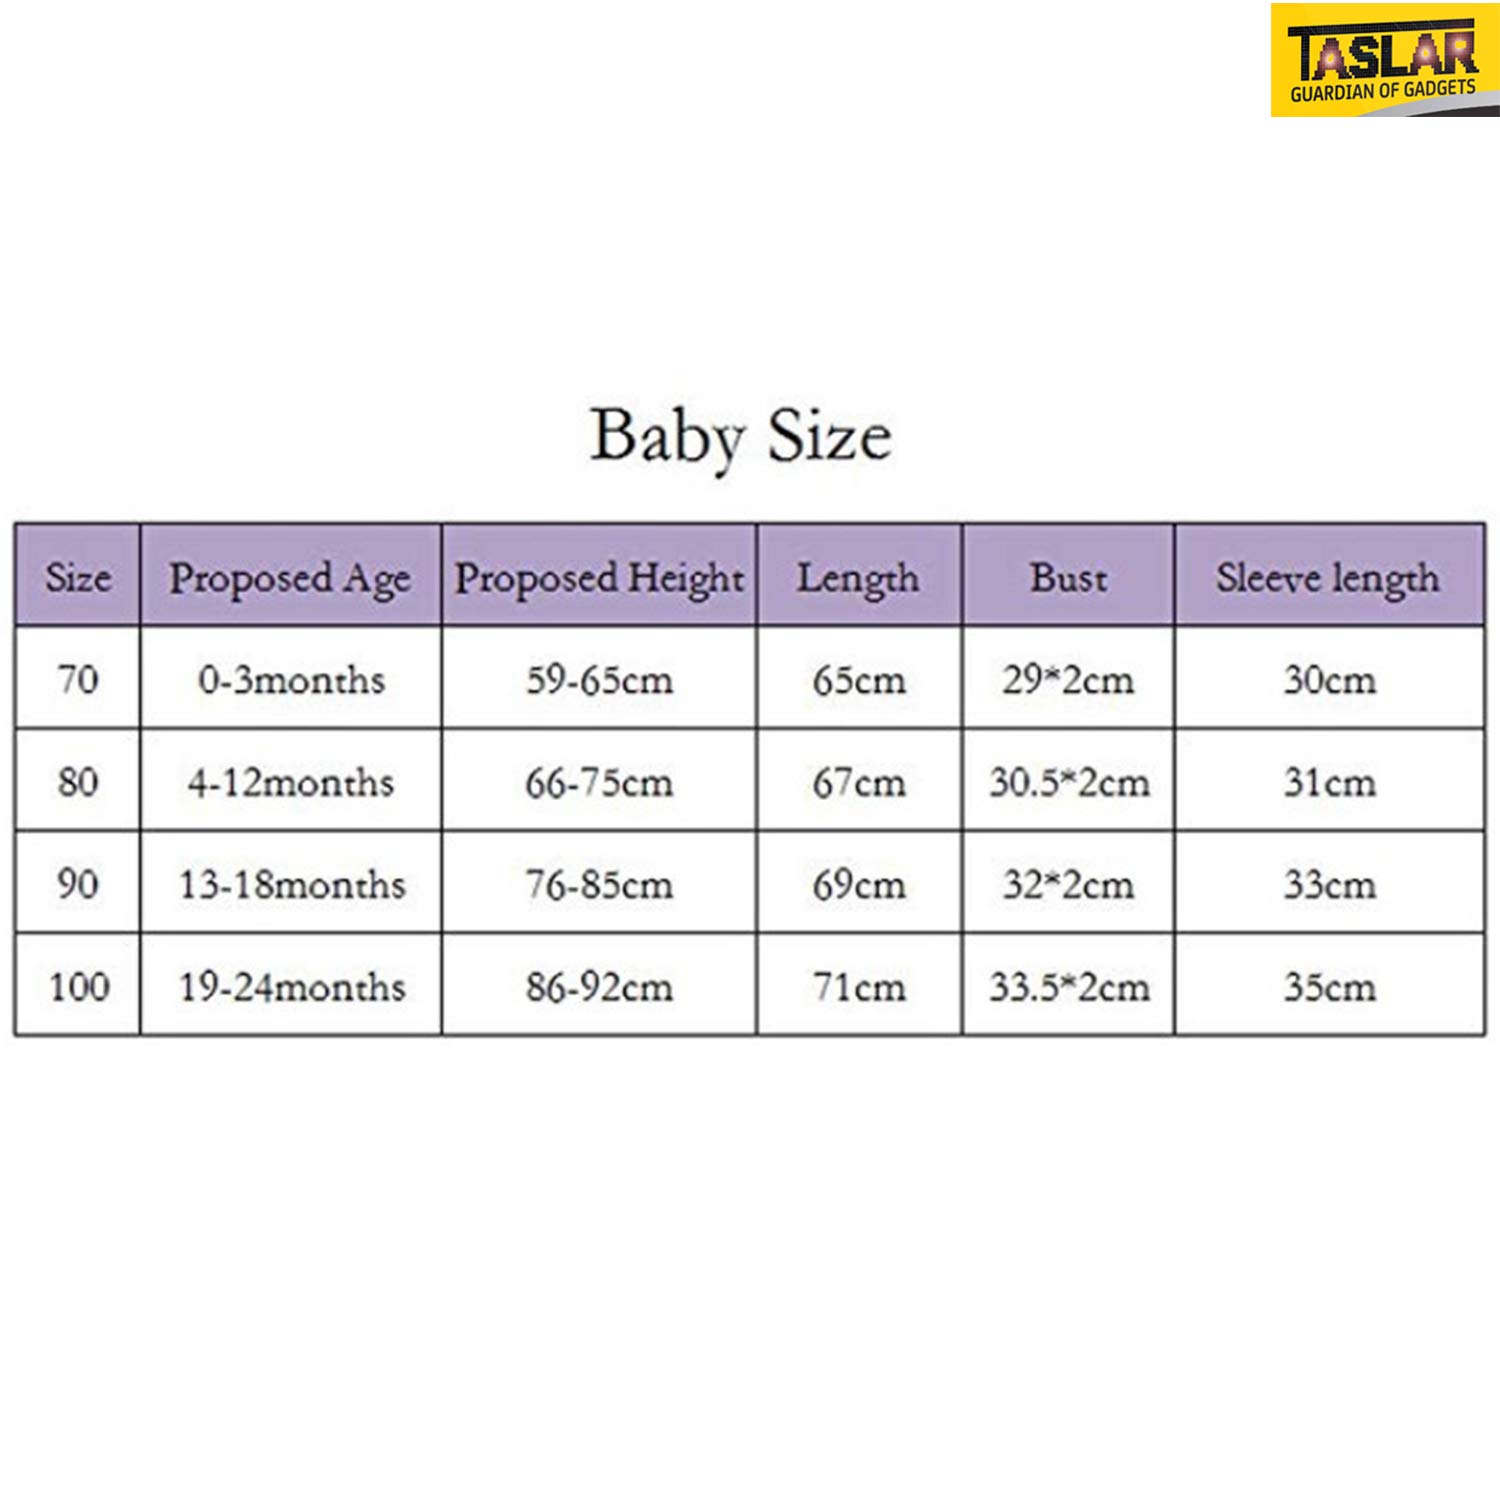 TASLAR
GUARDIAN OF GADGETS
Baby Size
Size Proposed Age Proposed Height Length Bust Sleeve length
70 0-3months 59-65cm 65cm 29*2cm 30cm
80 4-12months 66-75cm 67cm 30.5*2cm 31cm
90 13-18months 76-85cm 69cm 32*2cm 33cm
100 19-24months 86-92cm 71cm 33.5*2cm 35cm